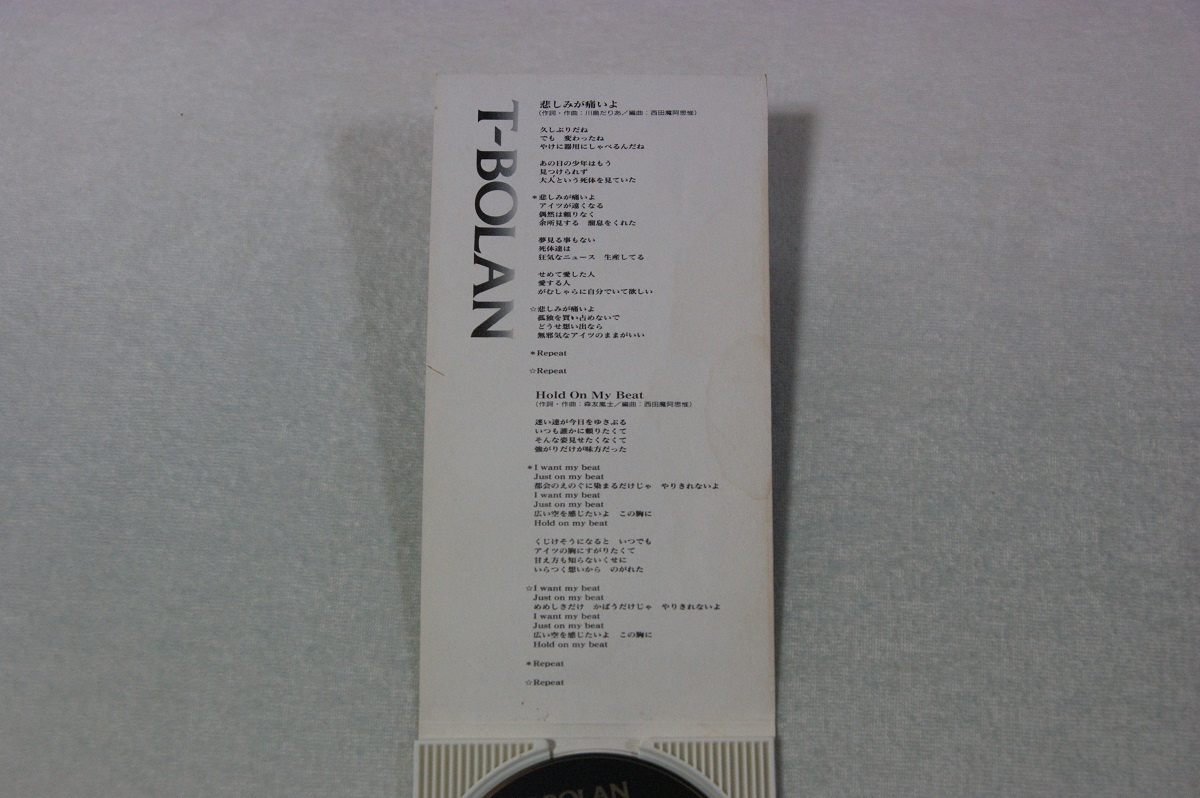 T-BOLAN
悲しみが痛いよ
(作詞・作曲：川島だりあ／編曲：西田魔阿思惟)
久しぶりだね
でも　変わったね
やけに器用にしゃべるんだね
あの日の少年はもう
見つけられず
大人という死体を見ていた
*悲しみが痛いよ
アイツが遠くなる
偶然は頼りなく
余所見する　溜息をくれた
夢見る事もない
死体達は
狂気なニュース　生産してる
せめて愛した人
愛する人
がむしゃらに自分でいて欲しい
☆悲しみが痛いよ
孤独を買い占めないで
どうせ想い出なら
無邪気なアイツのままがいい
*Repeat
☆Repeat
Hold On My Beat
(作詞・作曲：森友嵐士／編曲：西田魔阿思惟)
迷い達が今日をゆさぶる
いつも誰かに頼りたくて
そんな姿見せたくなくて
強がりだけが味方だった
*I want my beat
Just on my beat
都会のえのぐに染まるだけじゃ　やりきれないよ
I want my beat
Just on my beat
広い空を感じたいよ　この胸に
Hold on my beat
くじけそうになると　いつでも
アイツの胸にすがりたくて
甘え方も知らないくせに
いらつく想いから　のがれた
☆I want my beat
Just on my beat
めめしさだけ　かばうだけじゃ　やりきれないよ
I want my beat
Just on my beat
広い空を感じたいよ　この胸に
Hold on my beat
*Repeat
☆Repeat
BOLAN